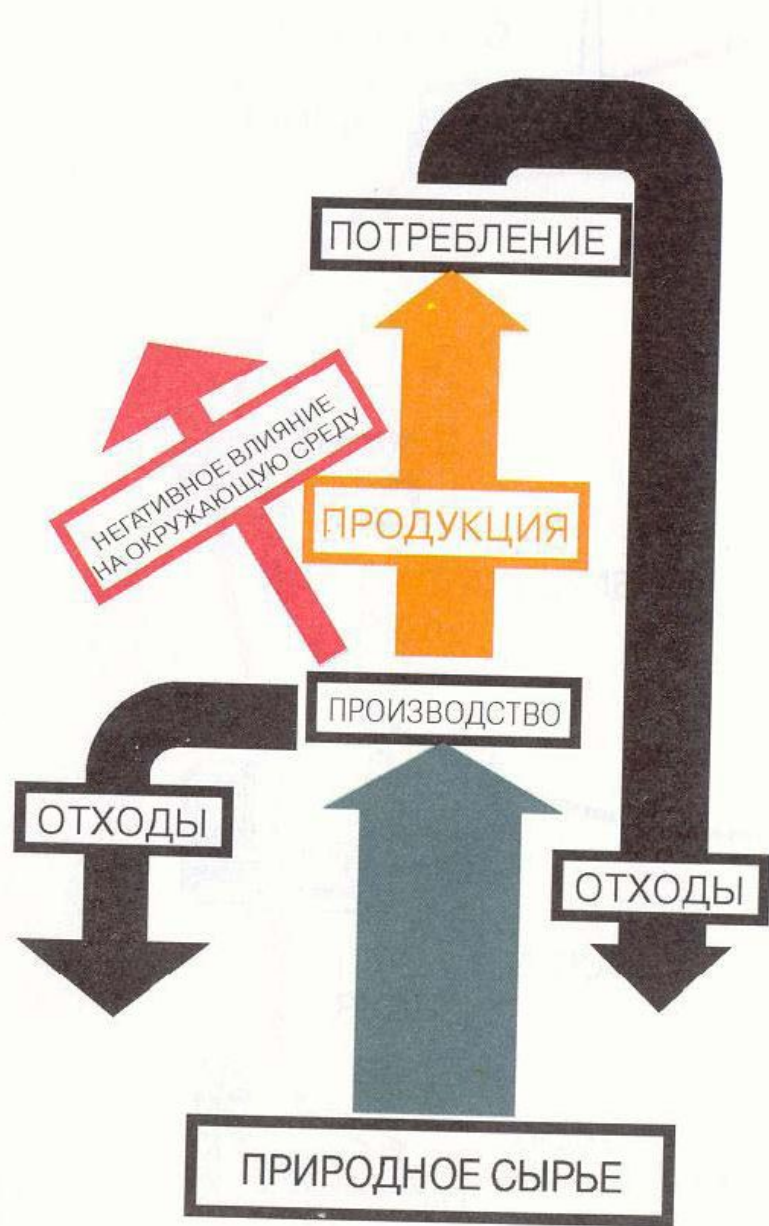 ПОТРЕБЛЕНИЕ
НЕГАТИВНОЕ ВЛИЯНИЕ
НА ОКРУЖАЮЩУЮ СРЕДУ
ПРОДУКЦИЯ
ПРОИЗВОДСТВО
ОТХОДЫ
ОТХОДЫ
ПРИРОДНОЕ СЫРЬЕ